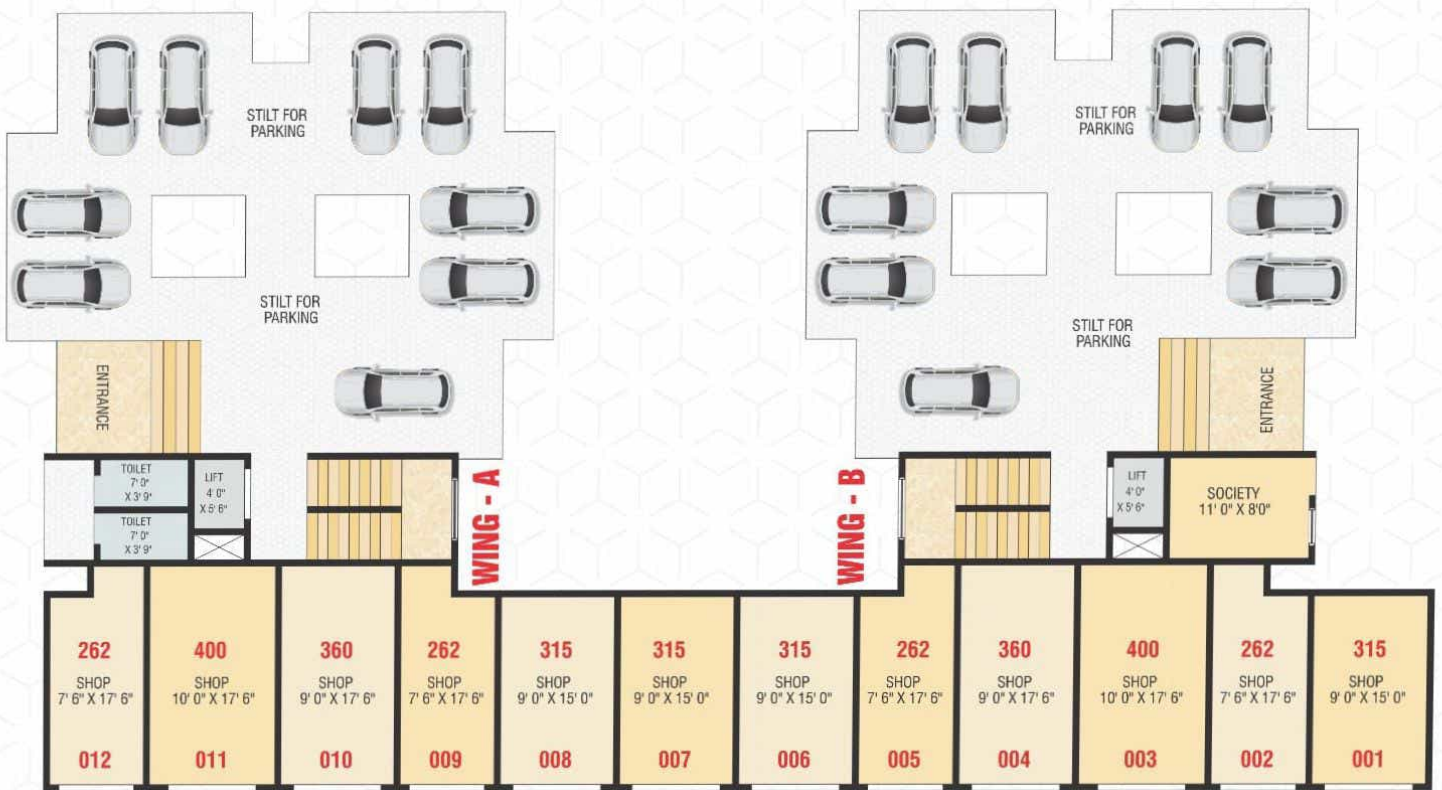 STILT FOR
PARKING
STILT FOR
PARKING
STILT FOR
PARKING
STILT FOR
PARKING
ENTRANCE
ENTRANCE
TOILET
7' 0"
X 3' 9"
TOILET
7' 0"
X 3' 9"
LIFT
4' 0"
X 5' 6"
WING - A
WING - B
LIFT
4' 0"
X 5' 6"
SOCIETY
11' 0" X 8'0"
262
SHOP
7' 6" X 17' 6"
012
400
SHOP
10' 0" X 17' 6"
011
360
SHOP
9' 0" X 17' 6"
010
262
SHOP
7' 6" X 17' 6"
009
315
SHOP
9' 0" X 15' 0"
008
315
SHOP
9' 0" X 15' 0"
007
315
SHOP
9' 0" X 15' 0"
006
262
SHOP
7' 6" X 17' 6"
005
360
SHOP
9' 0" X 17' 6"
004
400
SHOP
10' 0" X 17' 6"
003
262
SHOP
7' 6" X 17' 6"
002
315
SHOP
9' 0" X 15' 0"
001